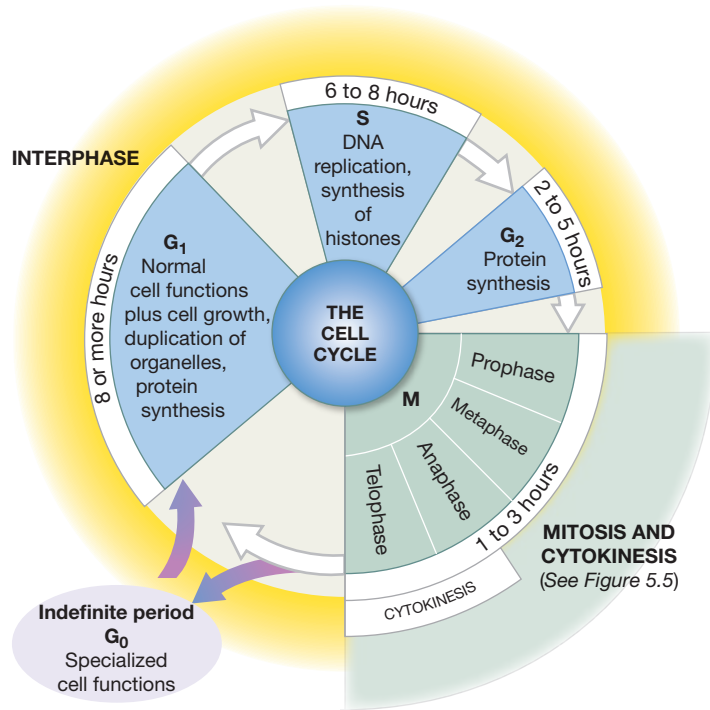 INTERPHASE
6 to 8 hours
S
DNA
replication,
synthesis
of
histones
2 to 5 hours
G2
Protein
synthesis
8 or more hours
G1
Normal
cell functions
plus cell growth,
duplication of
organelles,
protein
synthesis
THE
CELL
CYCLE
M
Prophase
Metaphase
Anaphase
Telophase
1 to 3 hours
CYTOKINESIS
MITOSIS AND
CYTOKINESIS
(See Figure 5.5)
Indefinite period
G0
Specialized
cell functions